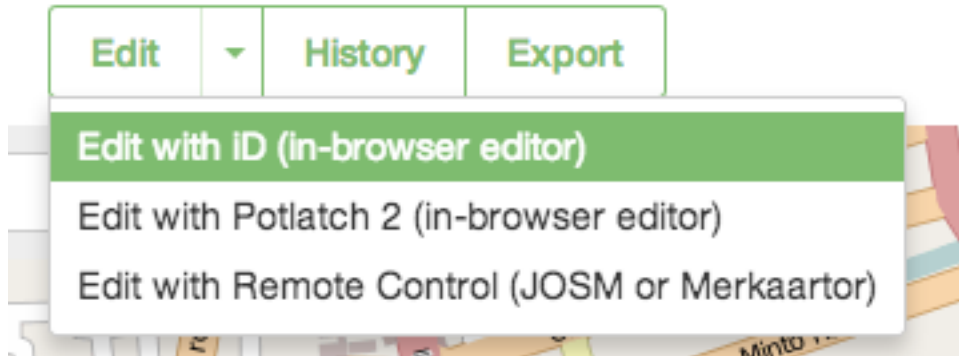 Edit History Export
Edit with iD (in-browser editor)
Edit with Potlatch 2 (in-browser editor)
Edit with Remote Control (JOSM or Merkaartor)
Minto